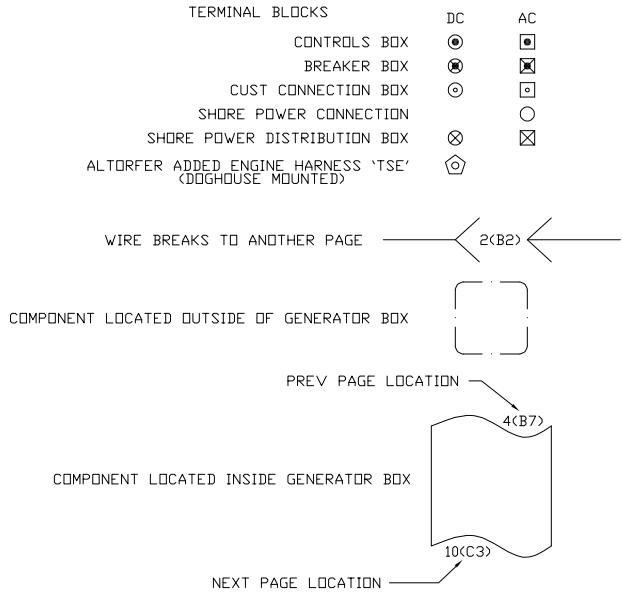 TERMINAL BLOCKS
DC AC
CONTROLS BOX
BREAKER BOX
CUST CONNECTION BOX
SHORE POWER CONNECTION
SHORE POWER DISTRIBUTION BOX
ALTORFER ADDED ENGINE HARNESS 'TSE'
(DOGHOUSE MOUNTED)
WIRE BREAKS TO ANOTHER PAGE
2(B2)
COMPONENT LOCATED OUTSIDE OF GENERATOR BOX
PREV PAGE LOCATION
4(B7)
COMPONENT LOCATED INSIDE GENERATOR BOX
10(C3)
NEXT PAGE LOCATION